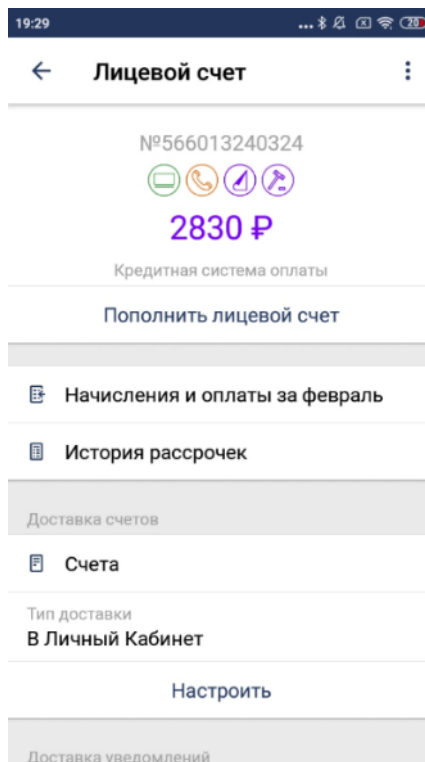 19:29
20
Лицевой счет
№566013240324
2830 ₽
Кредитная система оплаты
Пополнить лицевой счет
Начисления и оплаты за февраль
История рассрочек
Доставка счетов
Счета
Тип доставки
В Личный Кабинет
Настроить
Доставка уведомлений